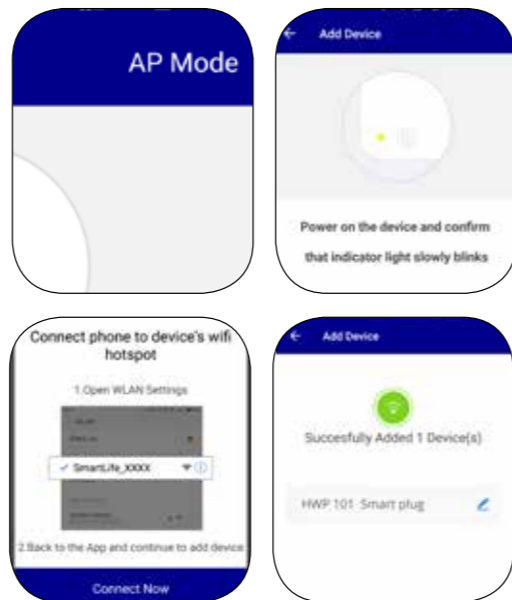 AP Mode
Add Device
Power on the device and confirm
that indicator light slowly blinks
Connect phone to device's wifi
hotspot
1.Open WLAN Settings
SmartLife_XXXX
2.Back to the App and continue to add device
Connect Now
Add Device
Succesfully Added 1 Device(s)
HWP 101 Smart plug